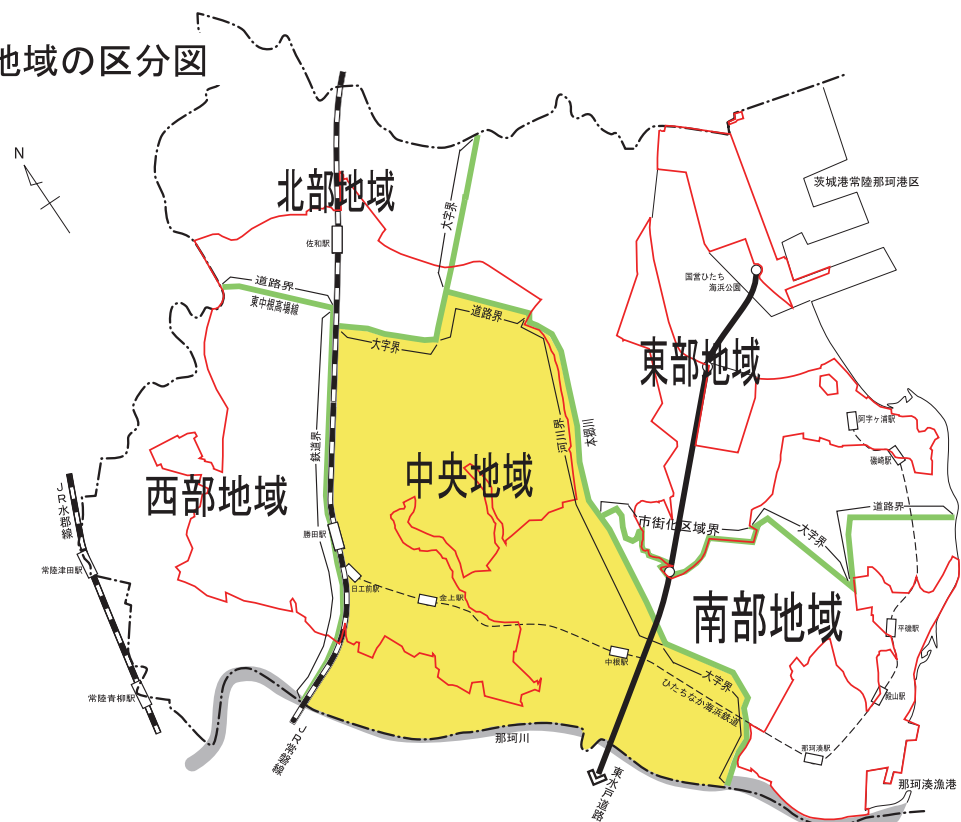 地域の区分図
N
北部地域
佐和駅
大字界
茨城港常陸那珂港区
国営ひたち
海浜公園
道路界
東中根高場線
道路界
大字界
東部地域
鉄道界
河川界
本郷川
阿字ヶ浦駅
磯崎駅
西部地域
中央地域
JR水郡線
勝田駅
市街化区域界
大字界
道路界
常陸津田駅
日工前駅
金上駅
南部地域
平磯駅
中根駅
大字界
ひたちなか海浜鉄道
殿山駅
常陸青柳駅
JR常磐線
那珂川
那珂湊駅
東水戸道路
那珂湊漁港